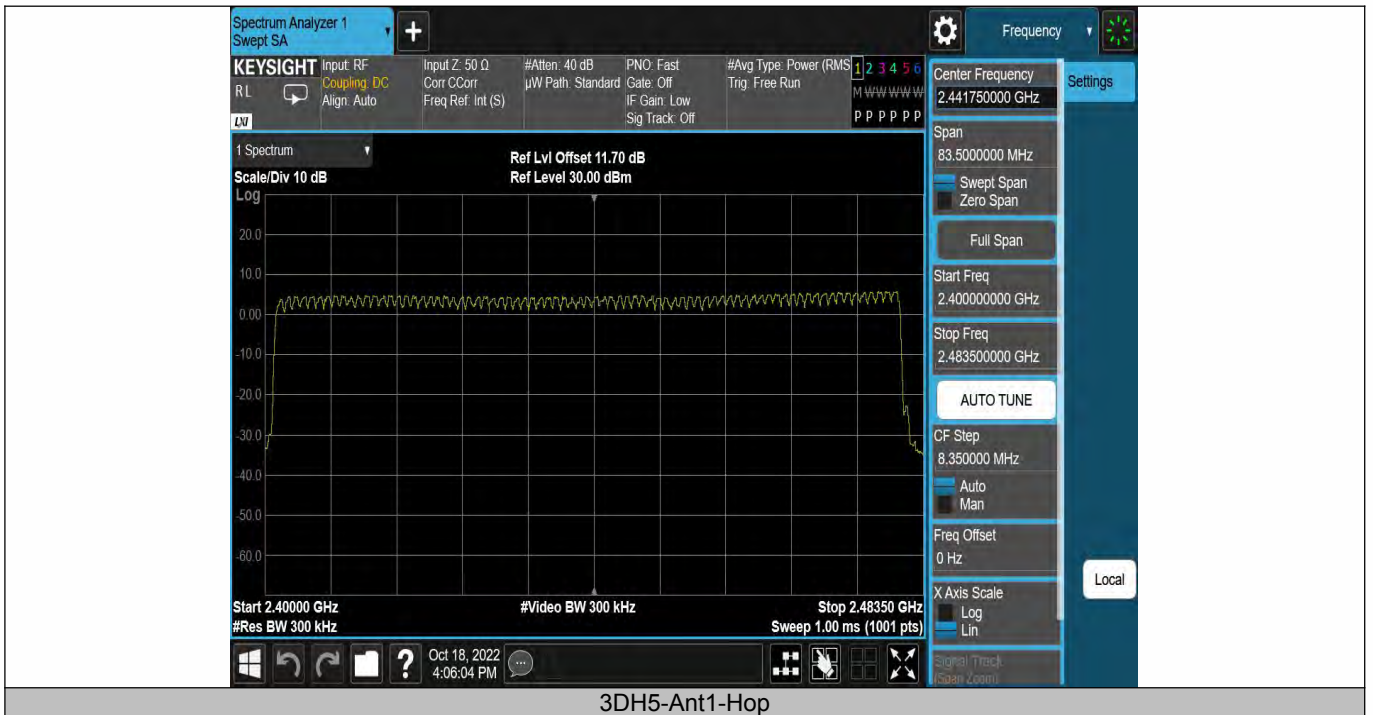 Spectrum Analyzer 1
Swept SA
Frequency
KEYSIGHT
RL
LXI
Input: RF
Coupling: DC
Align: Auto
Input Z: 50 Ω
Corr CCorr
Freq Ref: Int (S)
#Atten: 40 dB
µW Path: Standard
PNO: Fast
Gate: Off
IF Gain: Low
Sig Track: Off
#Avg Type: Power (RMS
Trig: Free Run
1 2 3 4 5 6
M W W W W W
P P P P P P
1 Spectrum
Scale/Div 10 dB
Ref Lvl Offset 11.70 dB
Ref Level 30.00 dBm
Log
20.0
10.0
0.00
-10.0
-20.0
-30.0
-40.0
-50.0
-60.0
Start 2.40000 GHz
#Res BW 300 kHz
#Video BW 300 kHz
Stop 2.48350 GHz
Sweep 1.00 ms (1001 pts)
Center Frequency
2.441750000 GHz
Settings
Span
83.5000000 MHz
Swept Span
Zero Span
Full Span
Start Freq
2.400000000 GHz
Stop Freq
2.483500000 GHz
AUTO TUNE
CF Step
8.350000 MHz
Auto
Man
Freq Offset
0 Hz
X Axis Scale
Log
Lin
Signal Track
(Span Zoom)
Local
?
Oct 18, 2022
4:06:04 PM
3DH5-Ant1-Hop